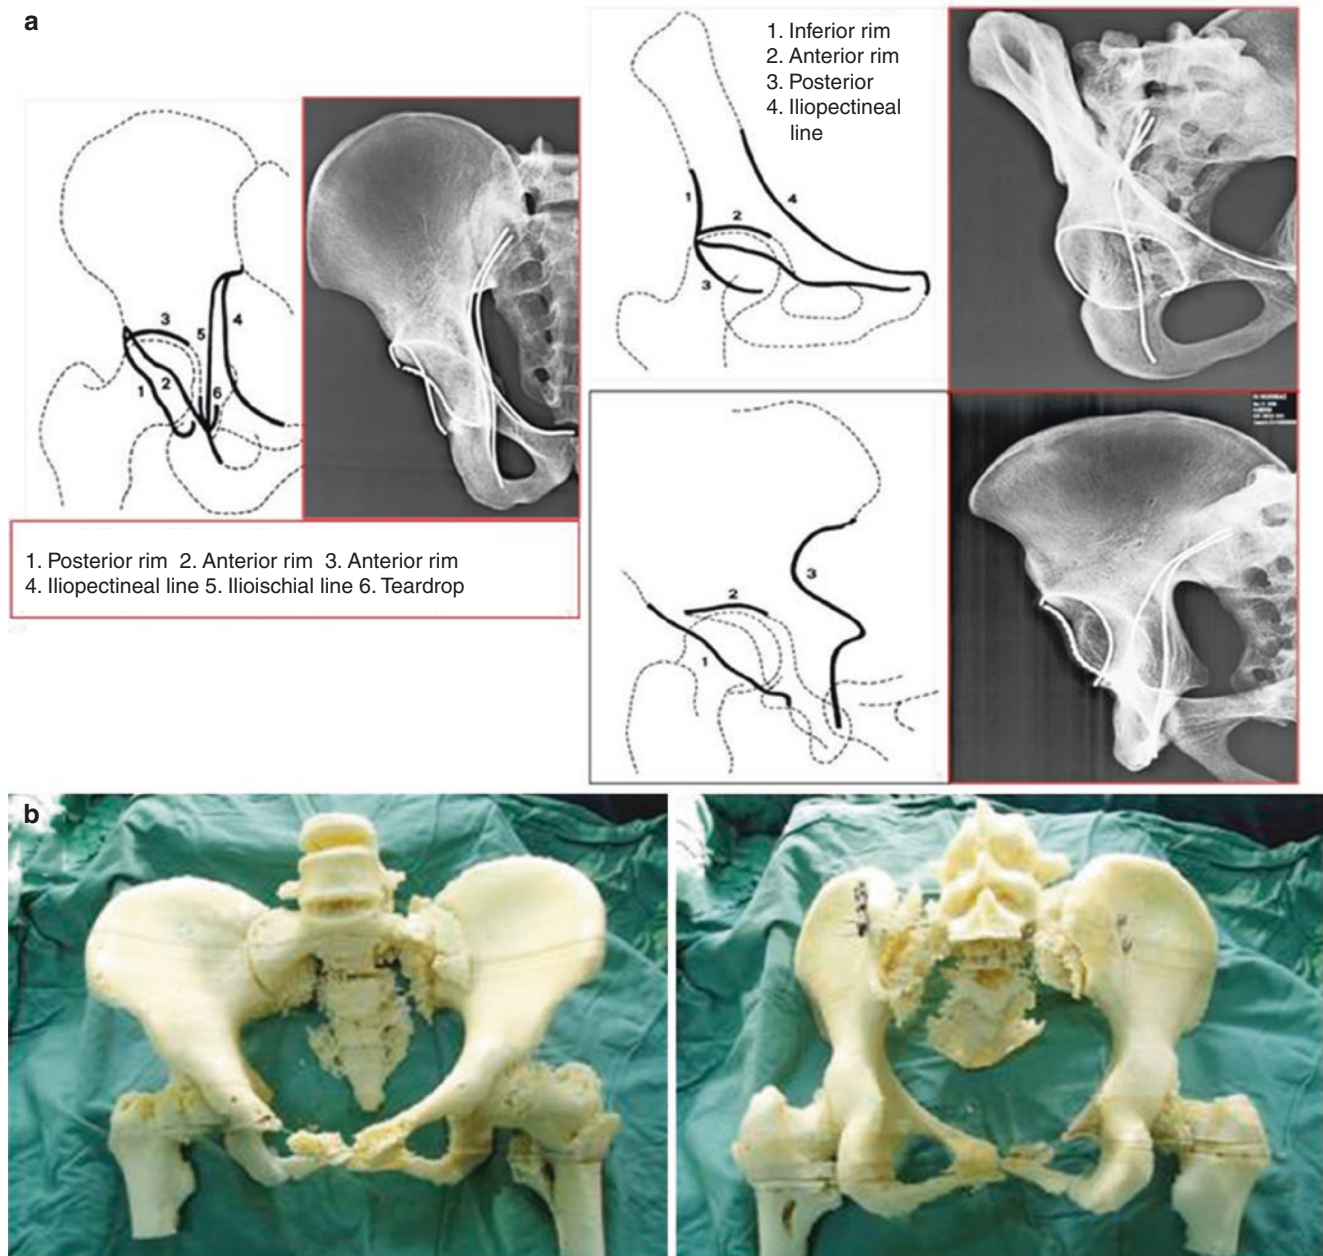 a
1. Inferior rim
2. Anterior rim
3. Posterior
4. Iliopectineal
line
1
2
3
4
3
5
4
1
2
6
1. Posterior rim 2. Anterior rim 3. Anterior rim
4. Iliopectineal line 5. Ilioischial line 6. Teardrop
3
2
1
b